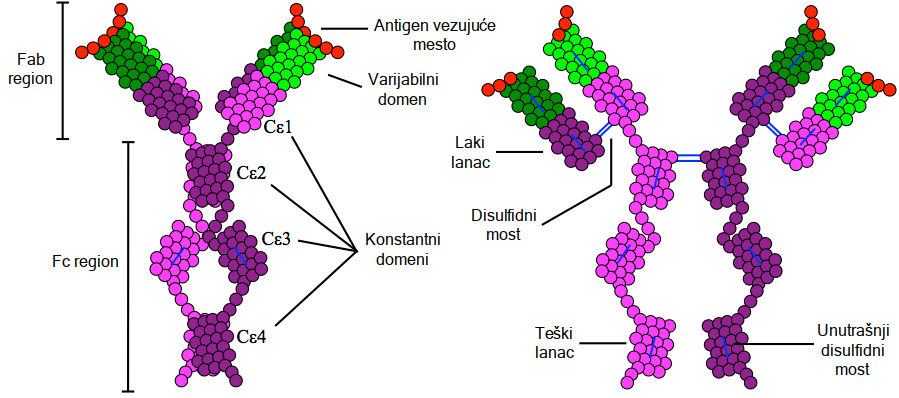 Fab
region
Antigen vezujuće
mesto
Varijabilni
domen
Cε1
Cε2
Cε3
Cε4
Konstantni
domeni
Fc region
Laki
lanac
Disulfidni
most
Teški
lanac
Unutrašnji
disulfidni
most